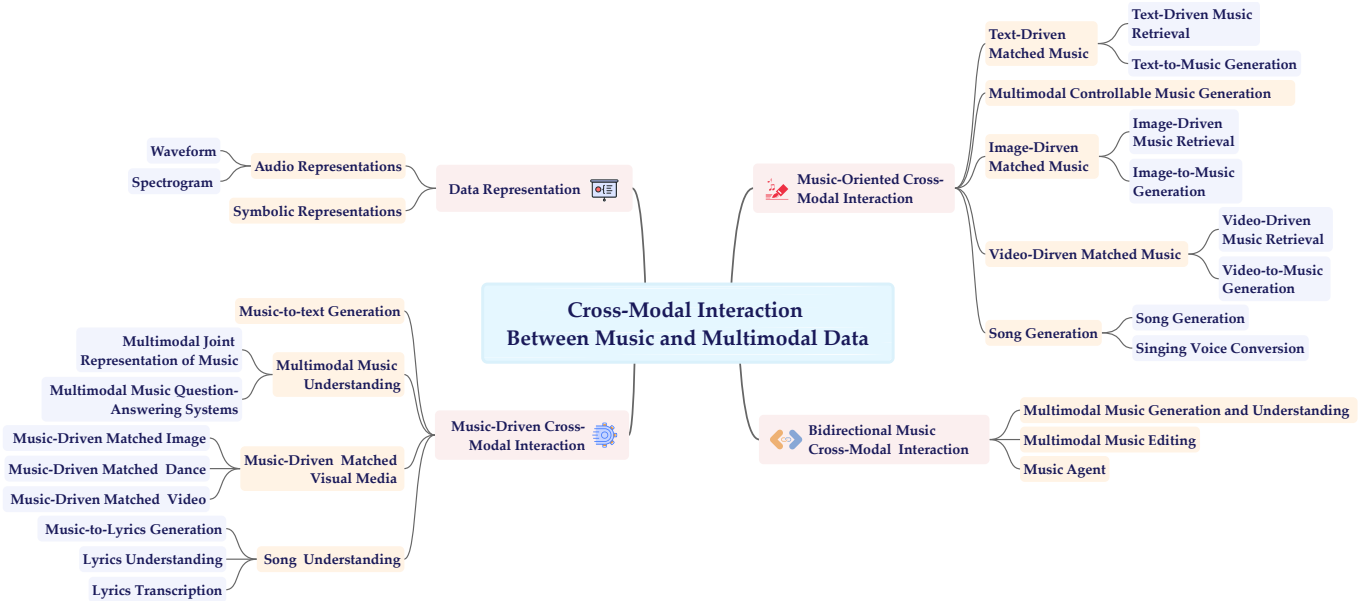 Cross-Modal Interaction
Between Music and Multimodal Data
Data Representation
Audio Representations
Waveform
Spectrogram
Symbolic Representations
Music-Driven Cross-
Modal Interaction
Music-to-text Generation
Multimodal Music
Understanding
Multimodal Joint
Representation of Music
Multimodal Music Question-
Answering Systems
Music-Driven Matched
Visual Media
Music-Driven Matched Image
Music-Driven Matched Dance
Music-Driven Matched Video
Song Understanding
Music-to-Lyrics Generation
Lyrics Understanding
Lyrics Transcription
Music-Oriented Cross-
Modal Interaction
Text-Driven
Matched Music
Text-Driven Music
Retrieval
Text-to-Music Generation
Multimodal Controllable Music Generation
Image-Dirven
Matched Music
Image-Driven
Music Retrieval
Image-to-Music
Generation
Video-Dirven Matched Music
Video-Driven
Music Retrieval
Video-to-Music
Generation
Song Generation
Song Generation
Singing Voice Conversion
Bidirectional Music
Cross-Modal Interaction
Multimodal Music Generation and Understanding
Multimodal Music Editing
Music Agent